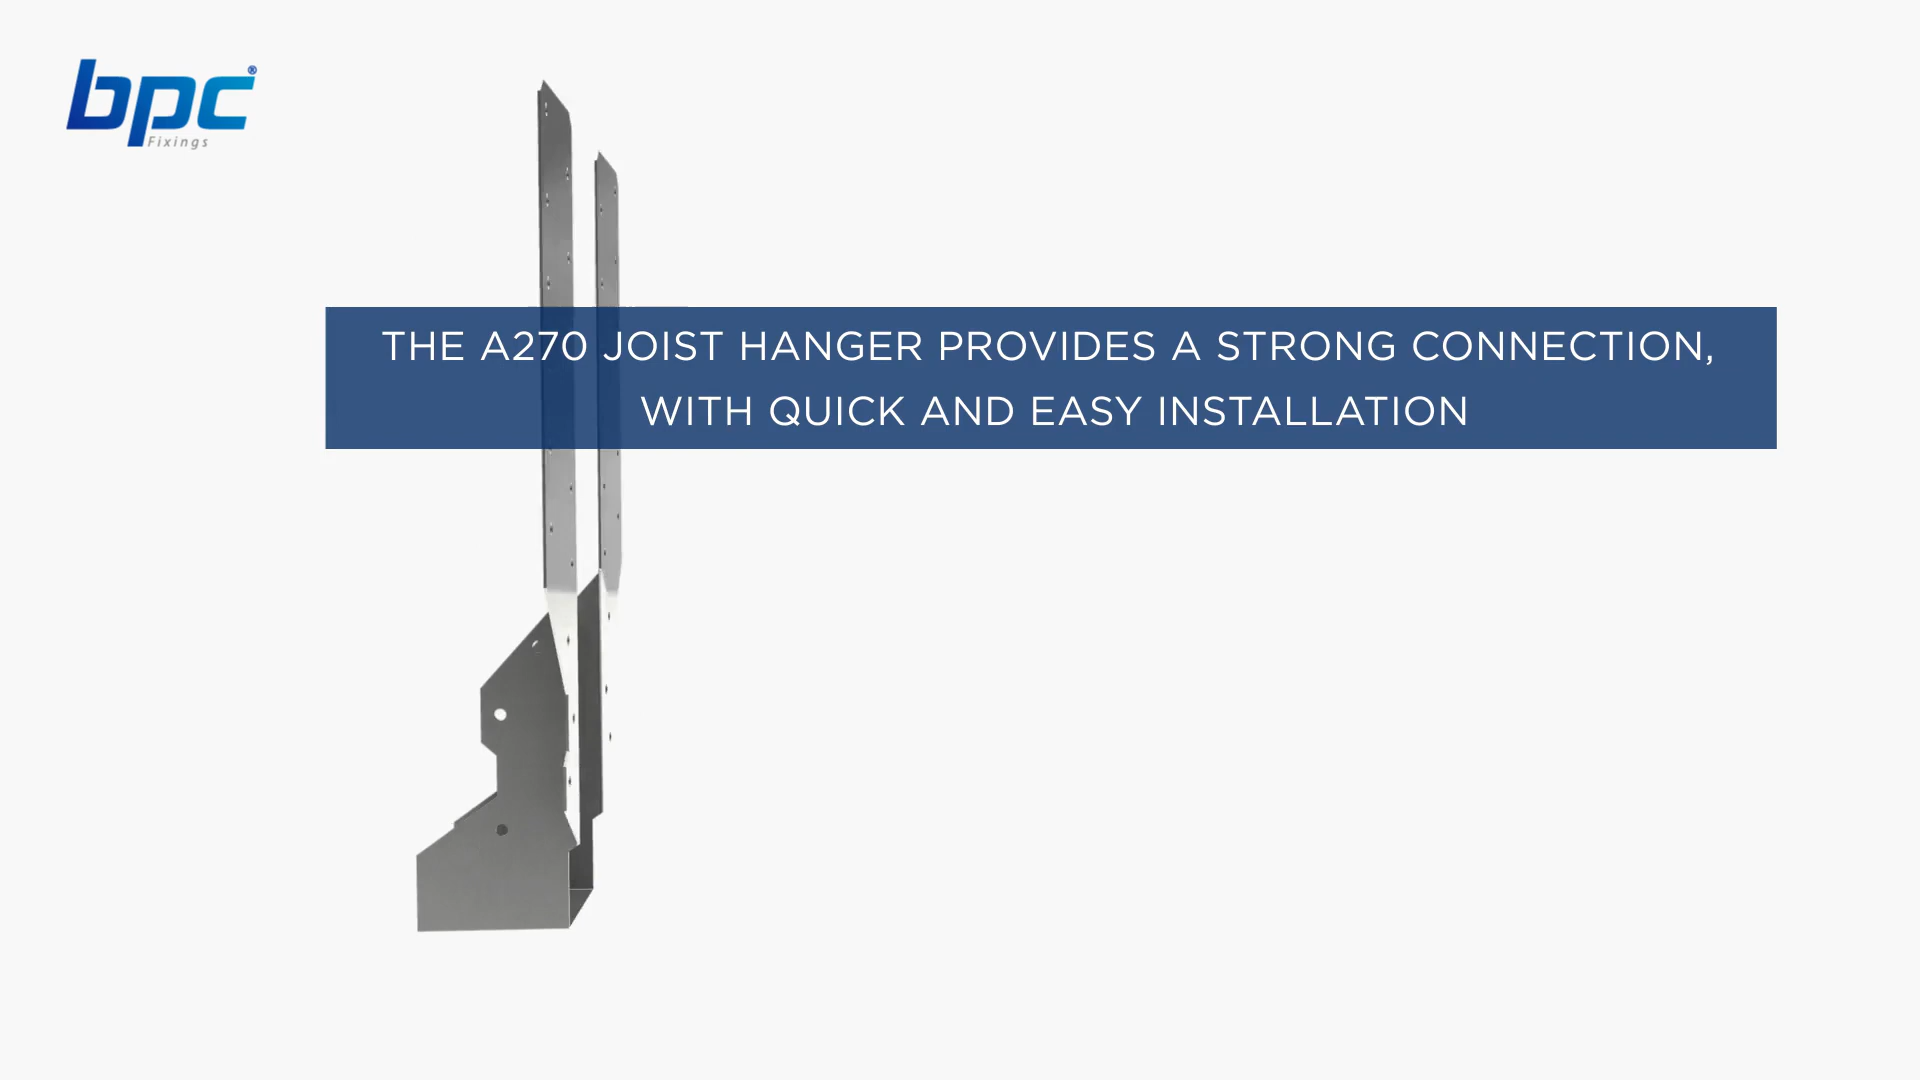 bpc®
Fixings
THE A270 JOIST HANGER PROVIDES A STRONG CONNECTION,
WITH QUICK AND EASY INSTALLATION